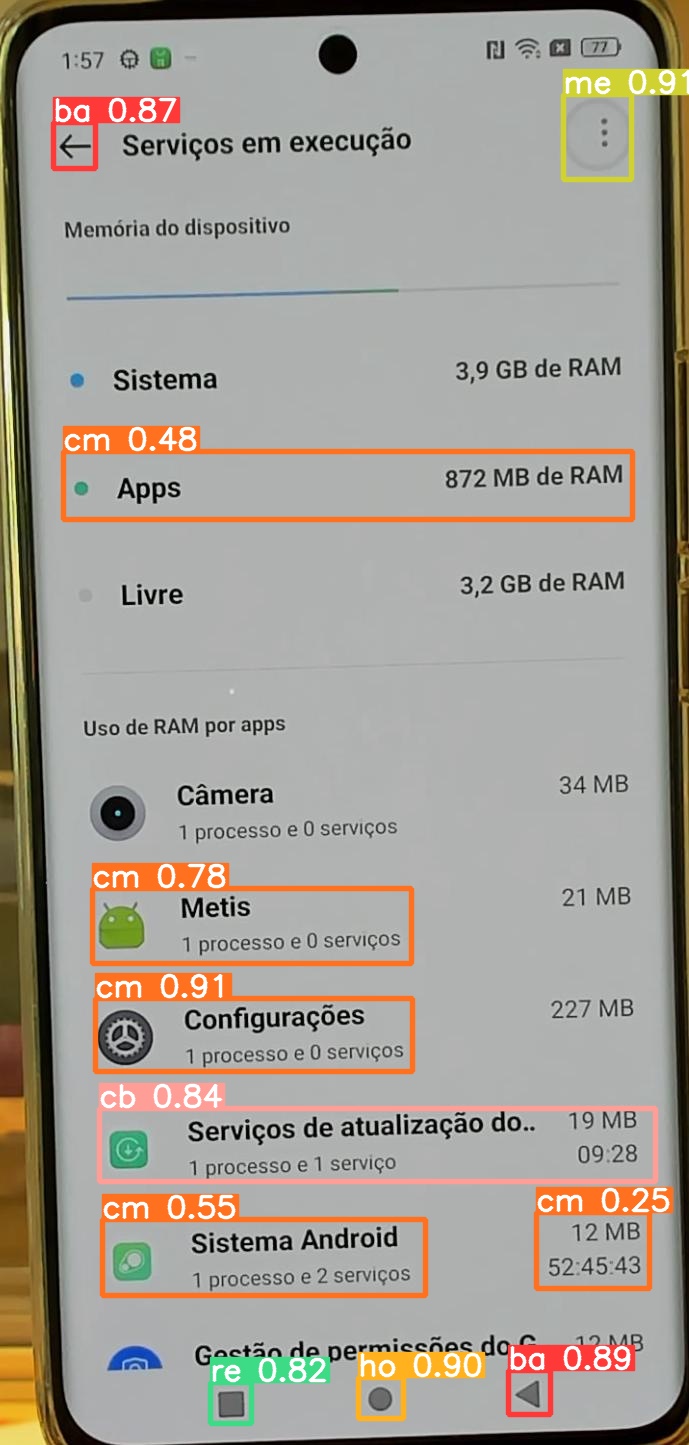 1:57 77
me 0.91
ba 0.87
Serviços em execução
Memória do dispositivo
Sistema 3,9 GB de RAM
cm 0.48
Apps 872 MB de RAM
Livre 3,2 GB de RAM
Uso de RAM por apps
Câmera 34 MB
1 processo e 0 serviços
cm 0.78
Metis 21 MB
1 processo e 0 serviços
cm 0.91
Configurações 227 MB
1 processo e 0 serviços
cb 0.84
Serviços de atualização do.. 19 MB
1 processo e 1 serviço 09:28
cm 0.55 cm 0.25
Sistema Android 12 MB
1 processo e 2 serviços 52:45:43
Gestão de permissões do G 12 MB
re 0.82 ho 0.90 ba 0.89